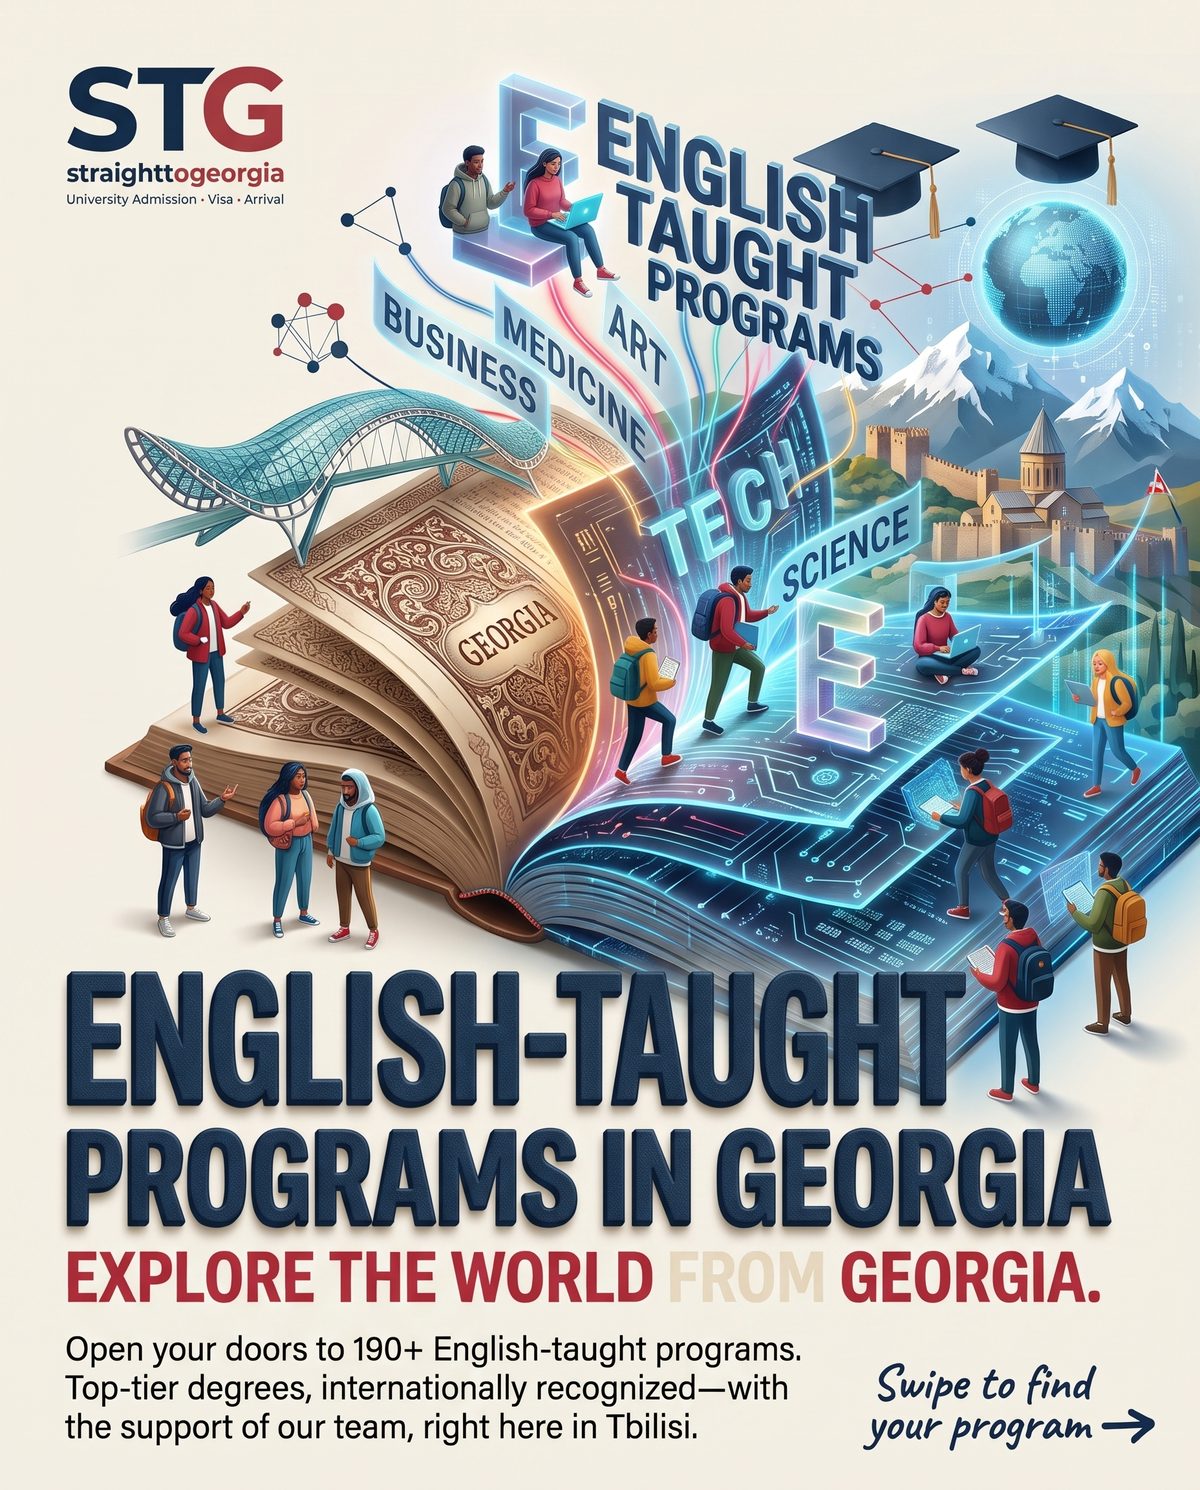 STG
straighttogeorgia
University Admission • Visa • Arrival
E
ENGLISH
TAUGHT
PROGRAMS
BUSINESS
MEDICINE
ART
TECH
SCIENCE
GEORGIA
E
ENGLISH-TAUGHT
PROGRAMS IN GEORGIA
EXPLORE THE WORLD FROM GEORGIA.
Open your doors to 190+ English-taught programs.
Top-tier degrees, internationally recognized—with
the support of our team, right here in Tbilisi.
Swipe to find
your program →